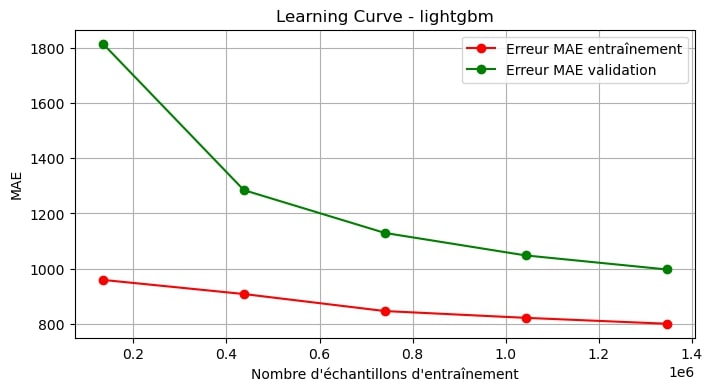 Learning Curve - lightgbm
Erreur MAE entraînement
Erreur MAE validation
1800
1600
1400
1200
1000
800
MAE
0.2
0.4
0.6
0.8
1.0
1.2
1.4
1e6
Nombre d'échantillons d'entraînement